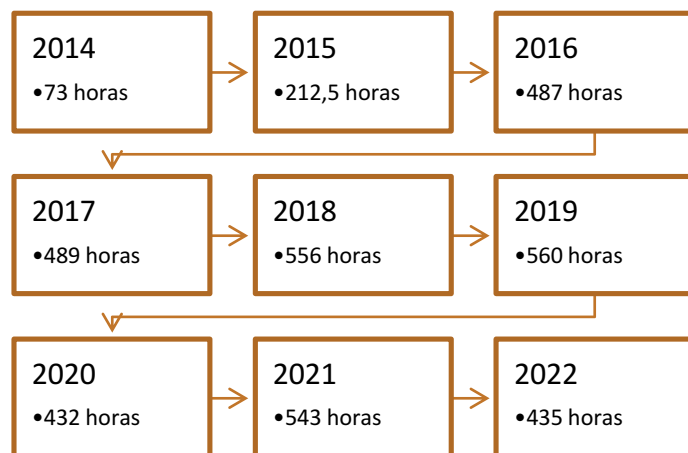 2014
•73 horas
2015
•212,5 horas
2016
•487 horas
2017
•489 horas
2018
•556 horas
2019
•560 horas
2020
•432 horas
2021
•543 horas
2022
•435 horas